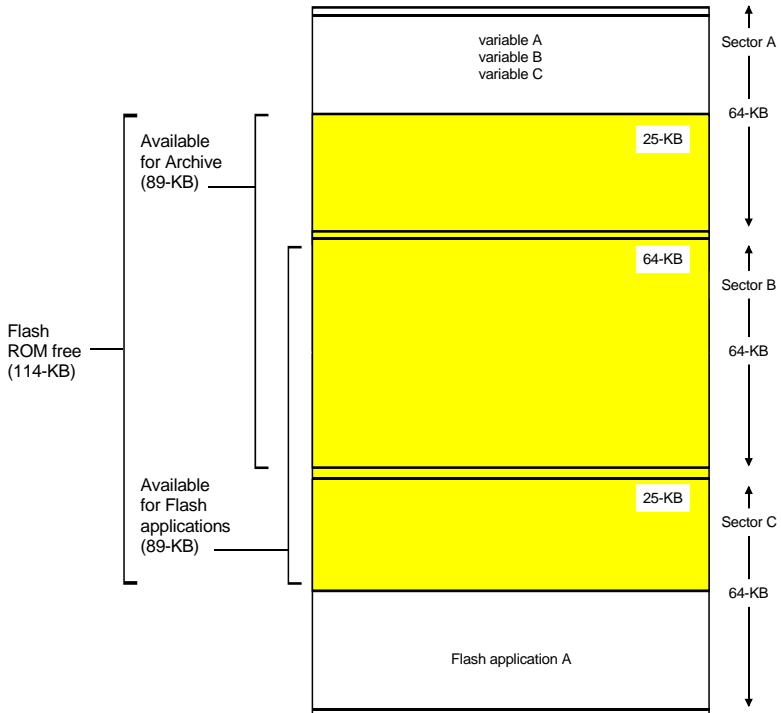 variable A
variable B
variable C
Sector A
64-KB
25-KB
Available
for Archive
(89-KB)
64-KB
Sector B
64-KB
Flash
ROM free
(114-KB)
Available
for Flash
applications
(89-KB)
25-KB
Sector C
64-KB
Flash application A